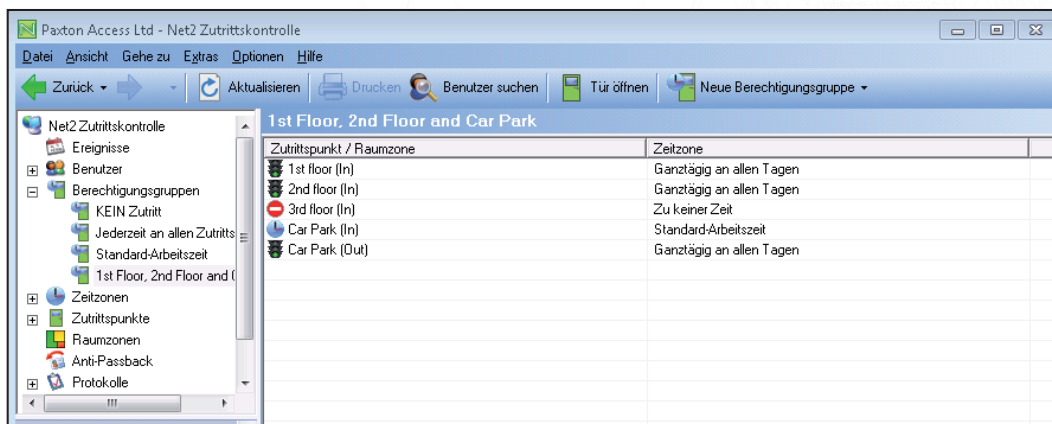 Paxton Access Ltd - Net2 Zutrittskontrolle
Datei Ansicht Gehe zu Extras Optionen Hilfe
Zurück Aktualisieren Drucken Benutzer suchen Tür öffnen Neue Berechtigungsgruppe
Net2 Zutrittskontrolle
Ereignisse
Benutzer
Berechtigungsgruppen
KEIN Zutritt
Jederzeit an allen Zutritts
Standard-Arbeitszeit
1st Floor, 2nd Floor and (
Zeitzonen
Zutrittspunkte
Raumzonen
Anti-Passback
Protokolle
1st Floor, 2nd Floor and Car Park
Zutrittspunkt / Raumzone Zeitzone
1st floor (In) Ganztägig an allen Tagen
2nd floor (In) Ganztägig an allen Tagen
3rd floor (In) Zu keiner Zeit
Car Park (In) Standard-Arbeitszeit
Car Park (Out) Ganztägig an allen Tagen